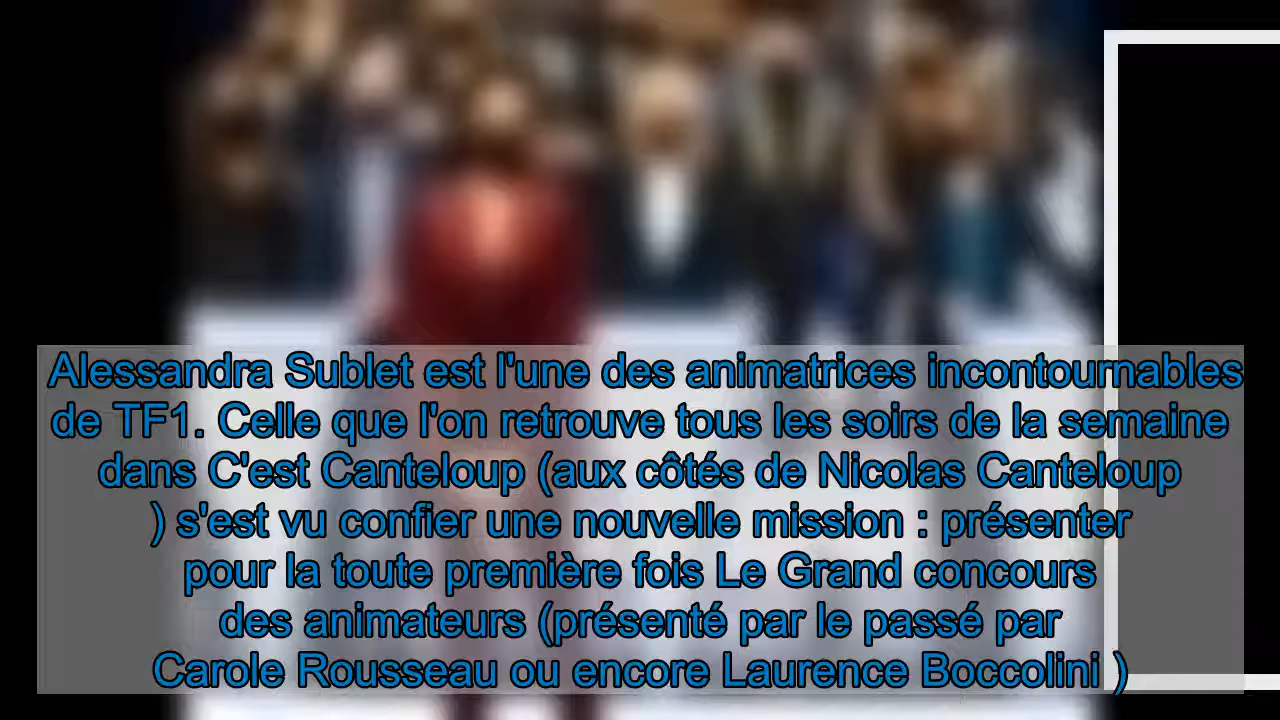 Alessandra Sublet est l'une des animatrices incontournables
de TF1. Celle que l'on retrouve tous les soirs de la semaine
dans C'est Canteloup (aux côtés de Nicolas Canteloup
) s'est vu confier une nouvelle mission : présenter
pour la toute première fois Le Grand concours
des animateurs (présenté par le passé par
Carole Rousseau ou encore Laurence Boccolini )